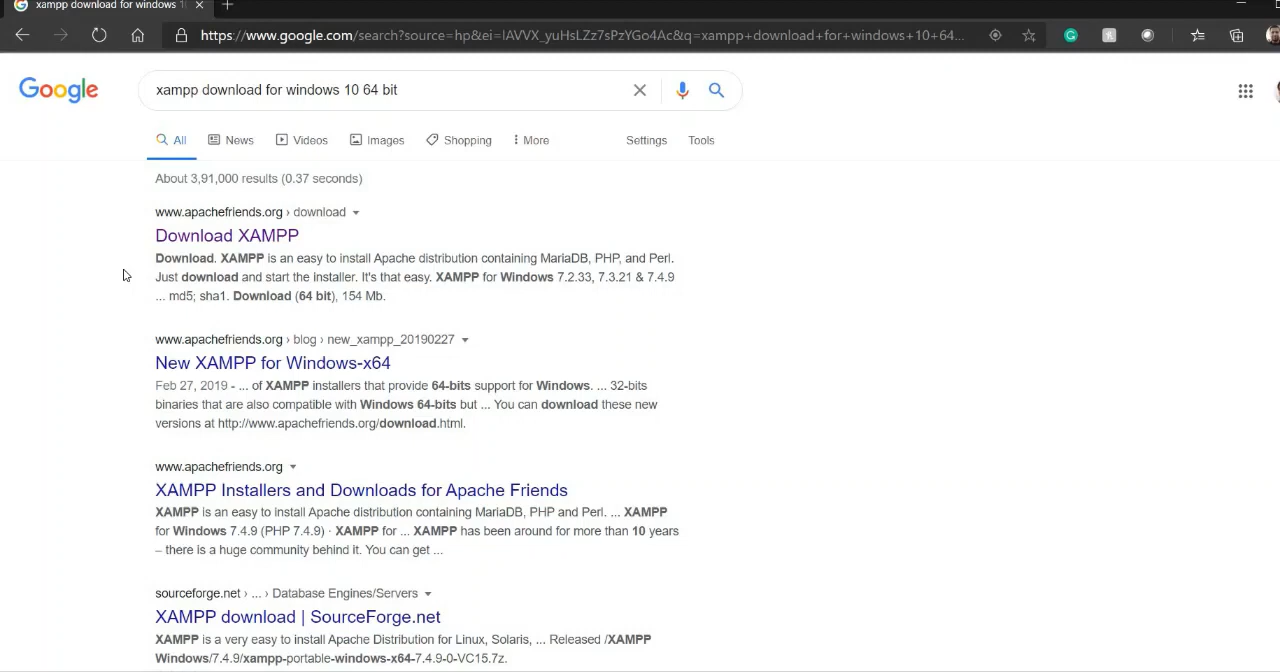 xampp download for windows 10
https://www.google.com/search?source=hp&ei=IAVVX_yuHsLZz7sPzYGo4Ac&q=xampp+download+for+windows+10+64...
Google
xampp download for windows 10 64 bit
All News Videos Images Shopping More Settings Tools
About 3,91,000 results (0.37 seconds)
www.apachefriends.org › download
Download XAMPP
Download. XAMPP is an easy to install Apache distribution containing MariaDB, PHP, and Perl.
Just download and start the installer. It's that easy. XAMPP for Windows 7.2.33, 7.3.21 & 7.4.9
... md5; sha1. Download (64 bit), 154 Mb.
www.apachefriends.org › blog › new_xampp_20190227
New XAMPP for Windows-x64
Feb 27, 2019 - ... of XAMPP installers that provide 64-bits support for Windows. ... 32-bits
binaries that are also compatible with Windows 64-bits but ... You can download these new
versions at http://www.apachefriends.org/download.html.
www.apachefriends.org
XAMPP Installers and Downloads for Apache Friends
XAMPP is an easy to install Apache distribution containing MariaDB, PHP and Perl. ... XAMPP
for Windows 7.4.9 (PHP 7.4.9) · XAMPP for ... XAMPP has been around for more than 10 years
– there is a huge community behind it. You can get ...
sourceforge.net › ... › Database Engines/Servers
XAMPP download | SourceForge.net
XAMPP is a very easy to install Apache Distribution for Linux, Solaris, ... Released /XAMPP
Windows/7.4.9/xampp-portable-windows-x64-7.4.9-0-VC15.7z.